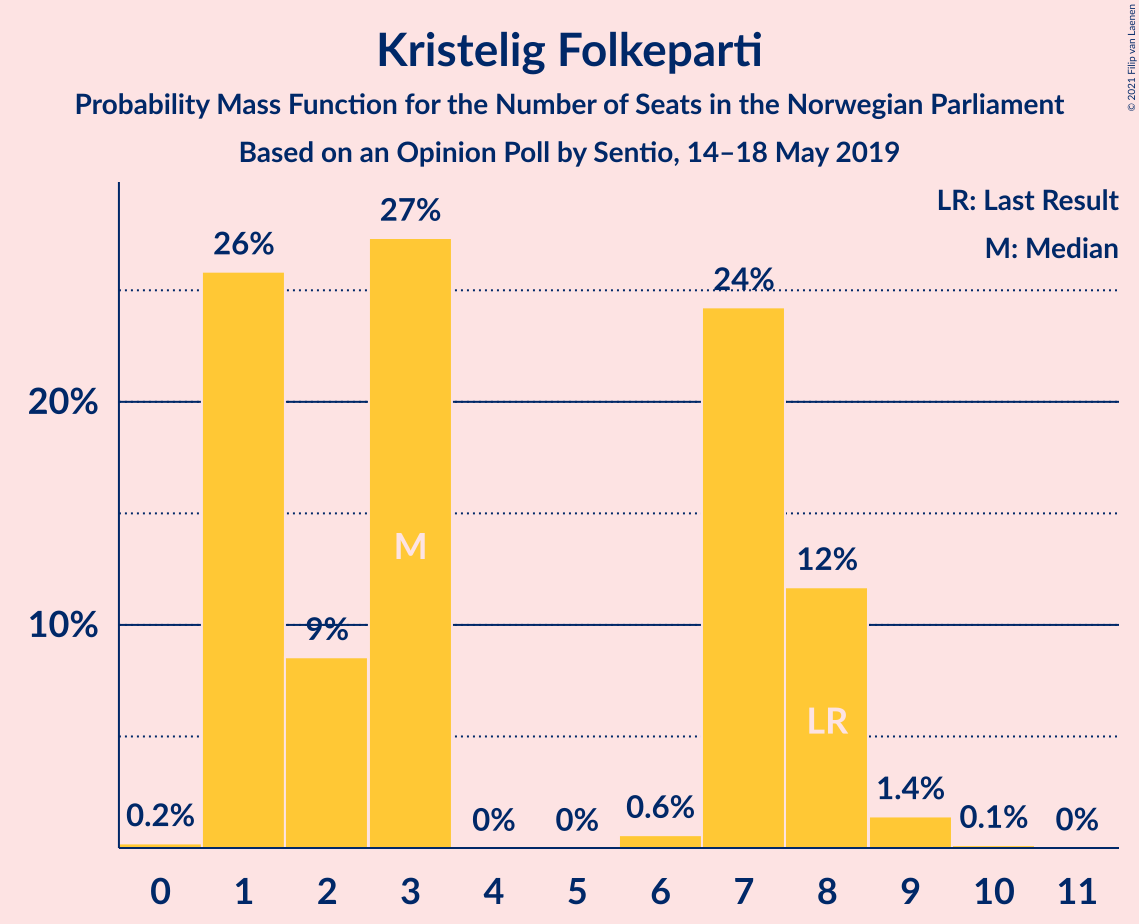 © 2021 Filip van Laenen
Kristelig Folkeparti
Probability Mass Function for the Number of Seats in the Norwegian Parliament
Based on an Opinion Poll by Sentio, 14–18 May 2019
LR: Last Result
M: Median
27%
26%
24%
20%
M
12%
10%
9%
LR
1.4%
0.6%
0.2%
0%
0%
0.1%
0%
0 1 2 3 4 5 6 7 8 9 10 11